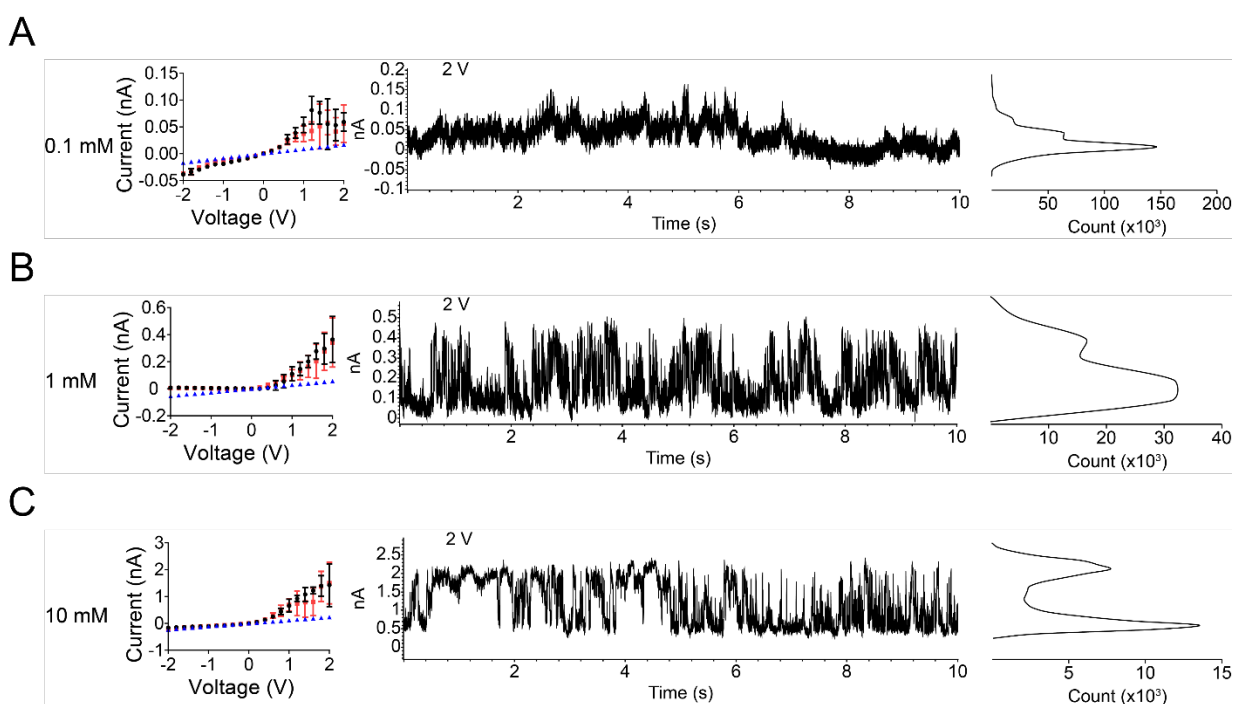 A
0.1 mM
Current (nA)
0.15
0.10
0.05
0.00
-0.05
-2 -1 0 1 2
Voltage (V)
2 V
nA
0.2
0.15
0.1
0.05
0
-0.05
-0.1
2 4 6 8 10
Time (s)
50 100 150 200
Count (x10³)
B
1 mM
Current (nA)
0.6
0.4
0.2
0
-0.2
-2 -1 0 1 2
Voltage (V)
2 V
nA
0.5
0.4
0.3
0.2
0.1
0
2 4 6 8 10
Time (s)
10 20 30 40
Count (x10³)
C
10 mM
Current (nA)
3
2
1
0
-1
-2 -1 0 1 2
Voltage (V)
2 V
nA
2.5
2
1.5
1
0.5
0
2 4 6 8 10
Time (s)
5 10 15
Count (x10³)